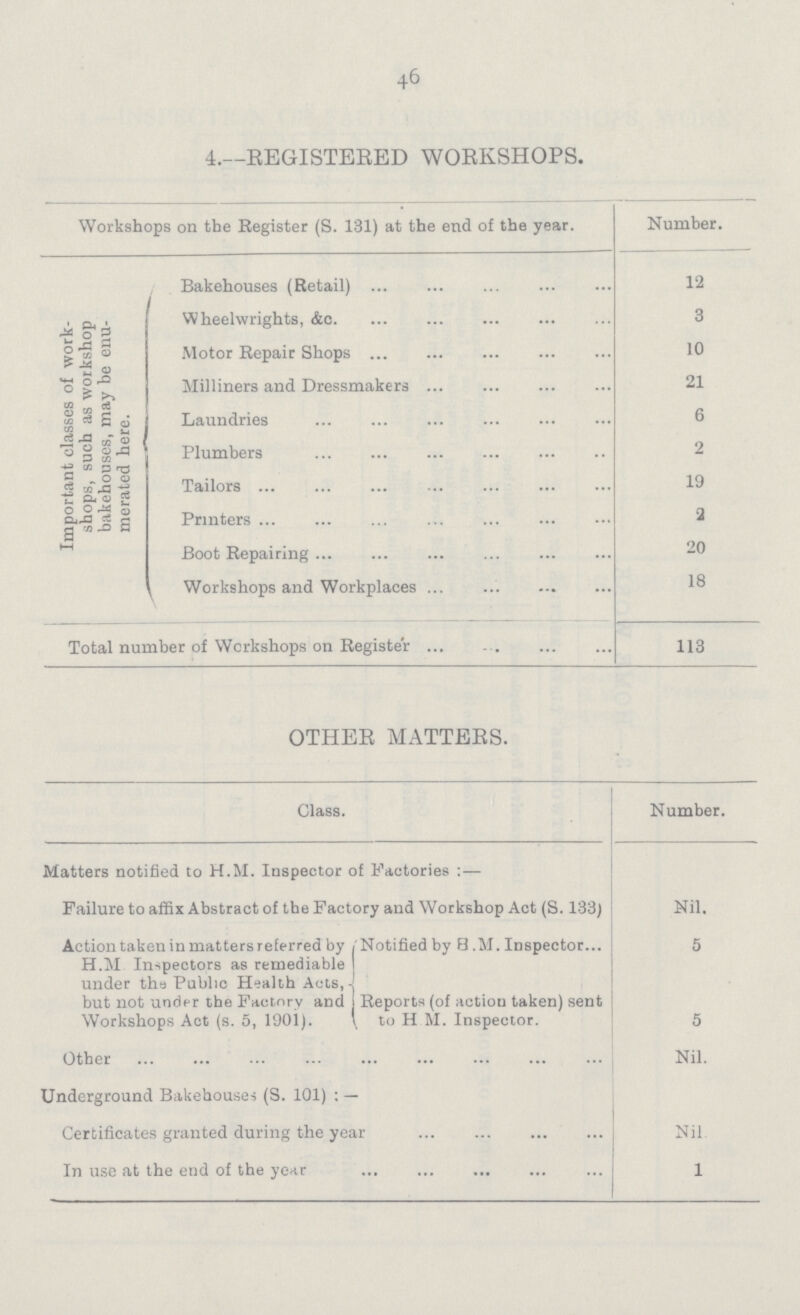 46
4.—REGISTERED WORKSHOPS.
Workshops on the Register (S. 131) at the end of the year. Number.
Important classes of work-
shops, such as workshop
bakehouses, may be enu-
merated here.
Bakehouses (Retail) ... ... ... ... ... 12
Wheelwrights, &c. ... ... ... ... ... 3
Motor Repair Shops ... ... ... ... ... 10
Milliners and Dressmakers ... ... ... ... 21
Laundries ... ... ... ... ... ... 6
Plumbers ... ... ... ... ... .. 2
Tailors ... ... ... ... ... ... ... 19
Printers ... ... ... ... ... ... ... 2
Boot Repairing ... ... ... ... ... ... 20
Workshops and Workplaces ... ... ... ... 18
Total number of Workshops on Register ... ... ... ... 113
OTHER MATTERS.
Class. Number.
Matters notified to H.M. Inspector of Factories :—
Failure to affix Abstract of the Factory and Workshop Act (S. 133) Nil.
Action taken in matters referred by Notified by H.M. Inspector... 5
H.M Inspectors as remediable
under the Public Health Acts,
but not under the Factory and Reports (of action taken) sent
Workshops Act (s. 5, 1901). to H M. Inspector. 5
Other ... ... ... ... ... ... ... ... ... Nil.
Underground Bakehouses (S. 101) :—
Certificates granted during the year ... ... ... ... Nil
In use at the end of the year ... ... ... ... ... 1